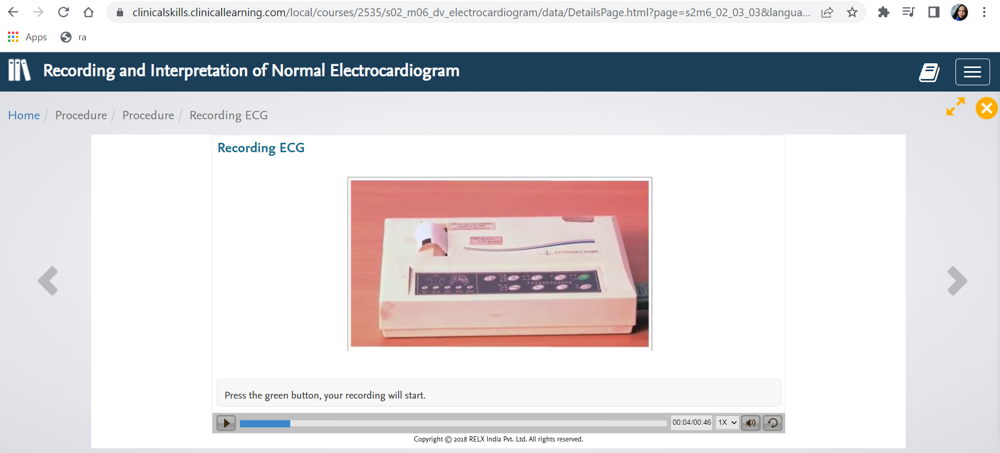 clinicalskills.clinicallearning.com/local/courses/2535/s02_m06_dv_electrocardiogram/data/DetailsPage.html?page=s2m6_02_03_03&langua...
Apps ra
Recording and Interpretation of Normal Electrocardiogram
Home / Procedure / Procedure / Recording ECG
Recording ECG
Press the green button, your recording will start.
00:04/00:46 1X
Copyright © 2018 RELX India Pvt. Ltd. All rights reserved.